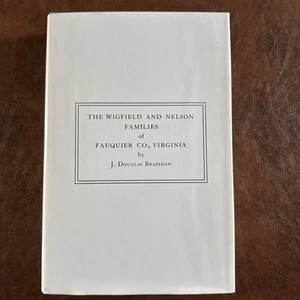 THE WIGFIELD AND NELSON
FAMILIES
of
FAUQUIER CO., VIRGINIA
by
J. DOUGLAS BRADSHAW